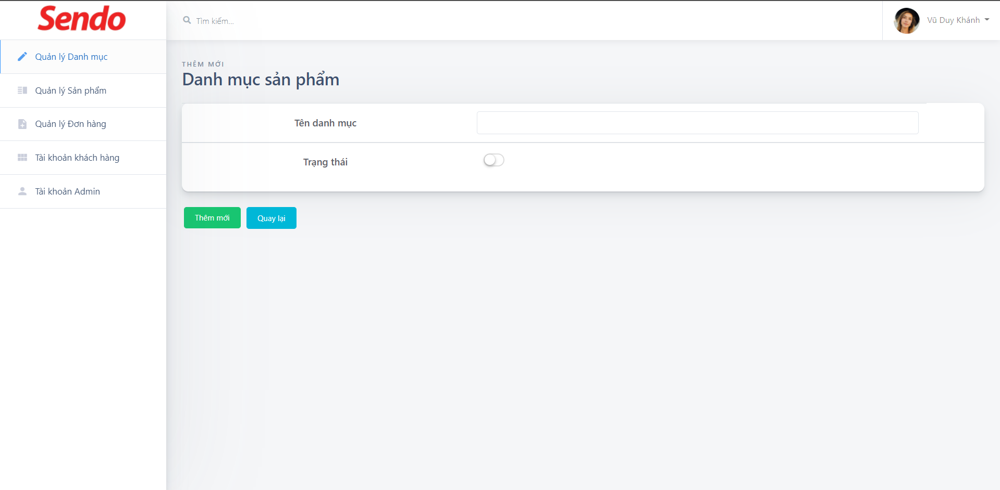 Sendo
Tìm kiếm...
Vũ Duy Khánh
Quản lý Danh mục
Quản lý Sản phẩm
Quản lý Đơn hàng
Tài khoản khách hàng
Tài khoản Admin
THÊM MỚI
Danh mục sản phẩm
Tên danh mục
Trạng thái
Thêm mới
Quay lại